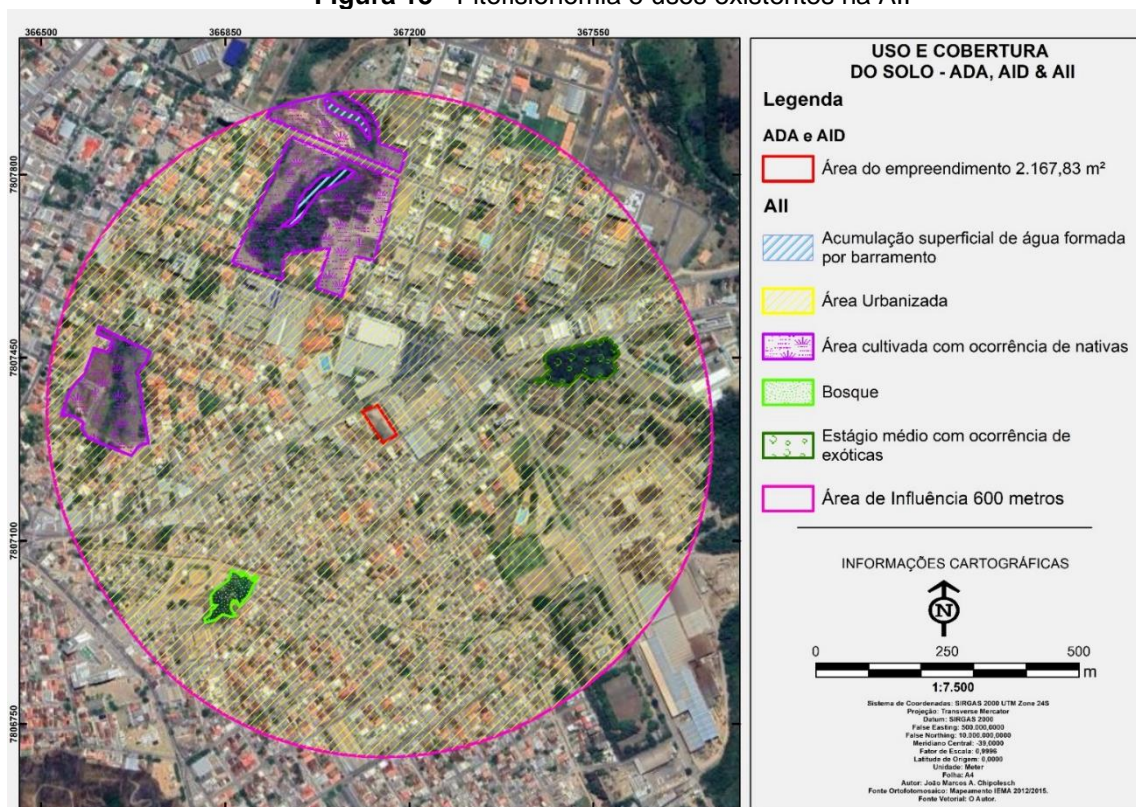 Figura 16 - Fitofisionomia e usos existentes na AII
366500 366850 367200 367550
7807800
7807450
7807100
7806750
USO E COBERTURA
DO SOLO - ADA, AID & AII
Legenda
ADA e AID
Área do empreendimento 2.167,83 m²
AII
Acumulação superficial de água formada
por barramento
Área Urbanizada
Área cultivada com ocorrência de nativas
Bosque
Estágio médio com ocorrência de
exóticas
Área de Influência 600 metros
INFORMAÇÕES CARTOGRÁFICAS
N
0 250 500
m
1:7.500
Sistema de Coordenadas: SIRGAS 2000 UTM Zone 24S
Projeção: Transverse Mercator
Datum: SIRGAS 2000
False Easting: 500.000,0000
False Northing: 10.000.000,0000
Meridiano Central: -39,0000
Fator de Escala: 0,9996
Latitude de Origem: 0,0000
Unidade: Meter
Folha: A4
Autor: João Marcos A. Chipolesch
Fonte Ortofotomosaico: Mapeamento IEMA 2012/2015.
Fonte Vetorial: O Autor.